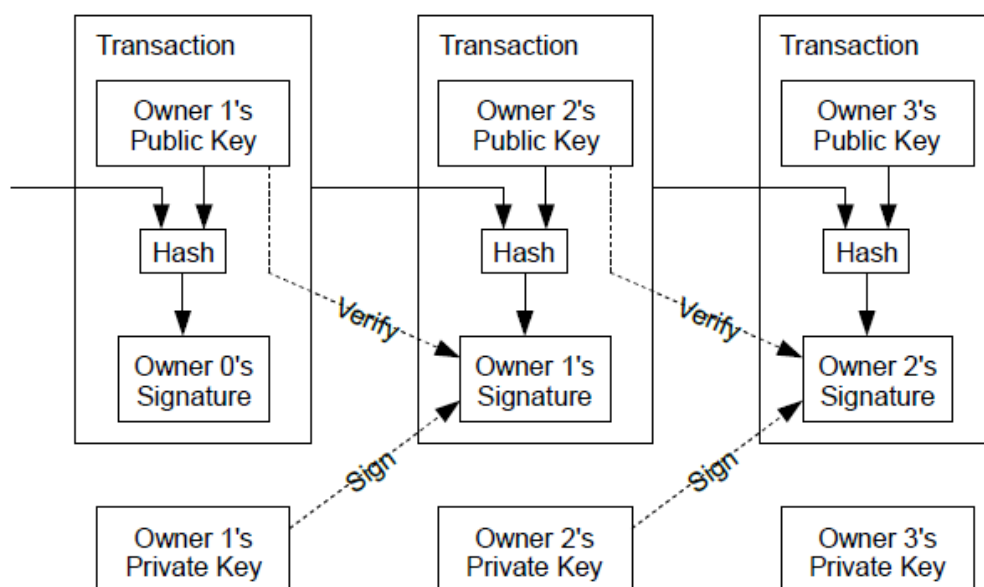 Transaction
Owner 1's
Public Key
Hash
Owner 0's
Signature
Transaction
Owner 2's
Public Key
Hash
Verify
Owner 1's
Signature
Transaction
Owner 3's
Public Key
Hash
Verify
Owner 2's
Signature
Sign
Sign
Owner 1's
Private Key
Owner 2's
Private Key
Owner 3's
Private Key